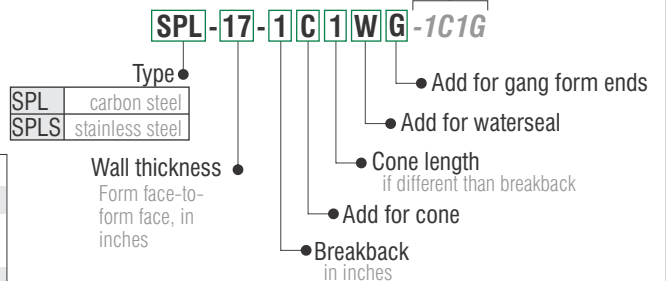 SPL-17-1C1WG-1C1G
Type
SPL carbon steel
SPLS stainless steel
Wall thickness
Form face-to-
form face, in
inches
Add for gang form ends
Add for waterseal
Cone length
if different than breakback
Add for cone
Breakback
in inches